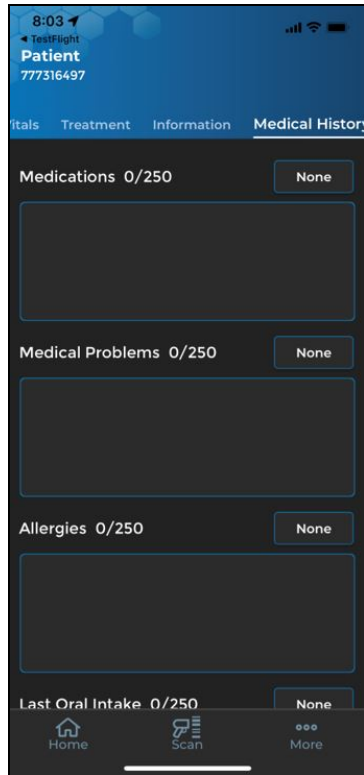 8:03
◀ TestFlight
Patient
777316497
itals Treatment Information Medical History
Medications 0/250 None
Medical Problems 0/250 None
Allergies 0/250 None
Last Oral Intake 0/250 None
Home Scan More